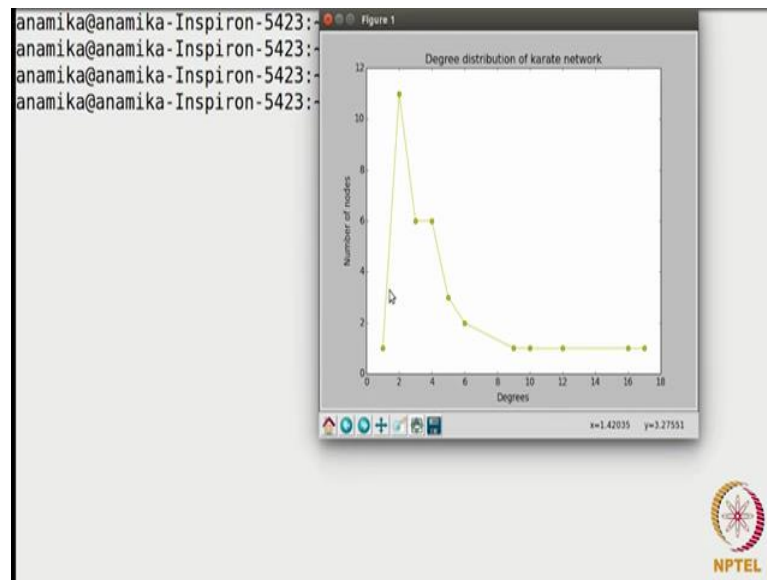 anamika@anamika-Inspiron-5423:~
anamika@anamika-Inspiron-5423:~
anamika@anamika-Inspiron-5423:~
anamika@anamika-Inspiron-5423:~
Figure 1
Degree distribution of karate network
12
10
8
6
4
2
0
Number of nodes
0 2 4 6 8 10 12 14 16 18
Degrees
x=1.42035 y=3.27551
NPTEL